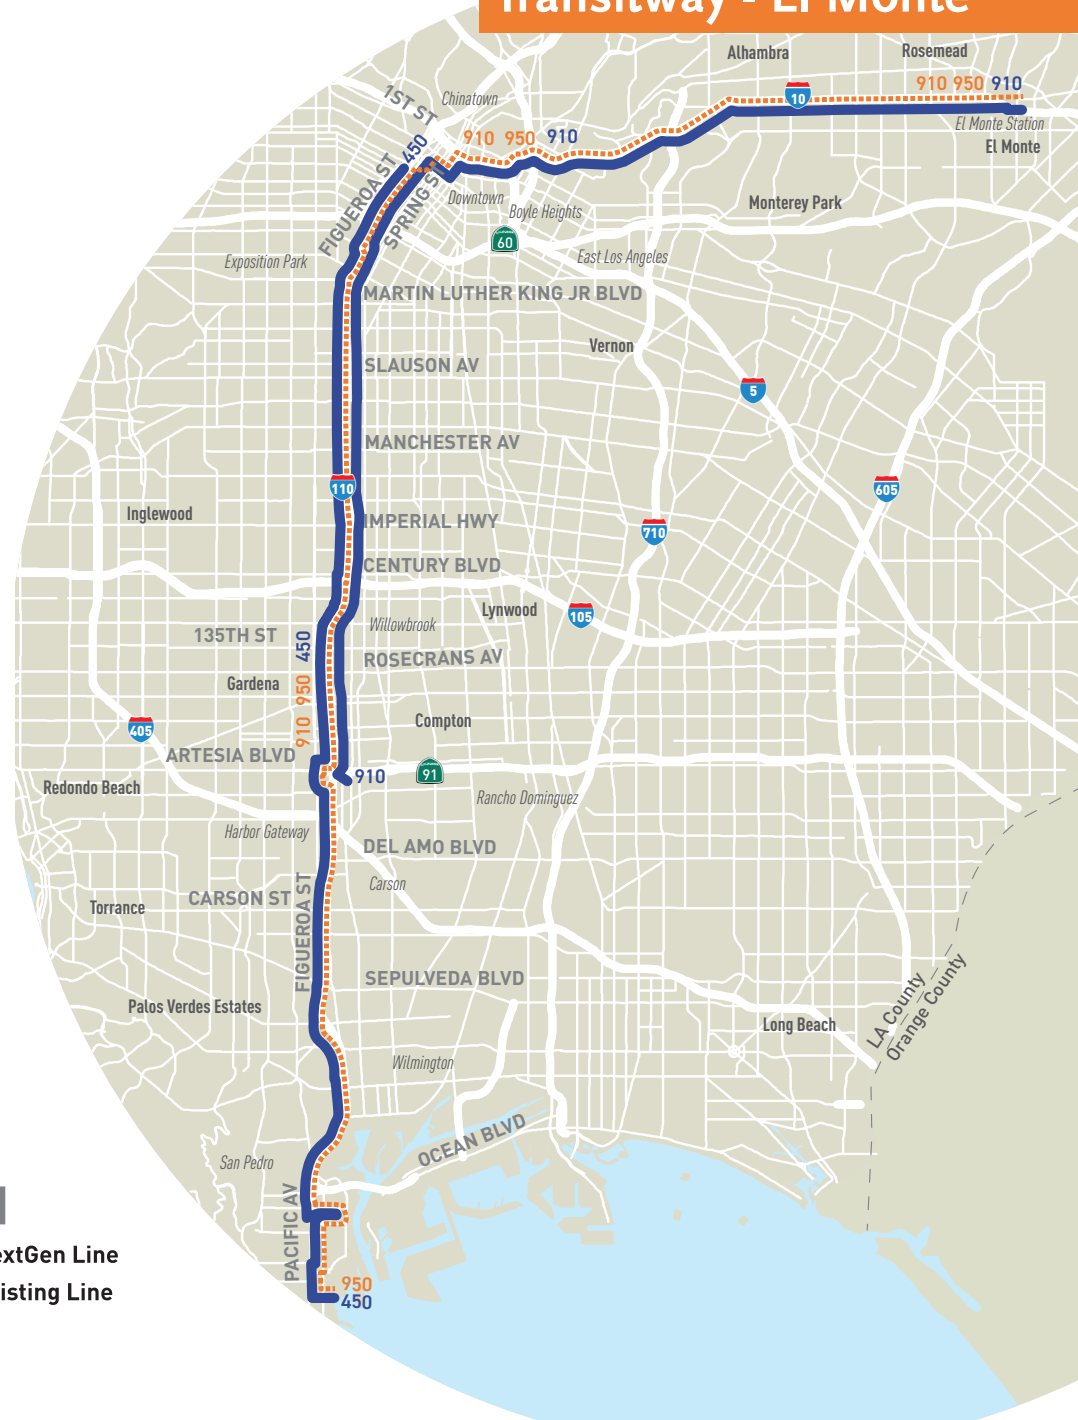 Transitway - El Monte
Alhambra
Rosemead
910 950 910
10
1ST ST
Chinatown
El Monte Station
El Monte
450
910 950 910
FIGUEROA ST
SPRING ST
Downtown
Boyle Heights
Monterey Park
60
Exposition Park
East Los Angeles
MARTIN LUTHER KING JR BLVD
Vernon
SLAUSON AV
5
MANCHESTER AV
110
605
Inglewood
IMPERIAL HWY
710
CENTURY BLVD
Lynwood
105
Willowbrook
135TH ST
450
ROSECRANS AV
Gardena
910 950
Compton
405
ARTESIA BLVD
910
91
Redondo Beach
Rancho Dominguez
Harbor Gateway
DEL AMO BLVD
Carson
CARSON ST
FIGUEROA ST
Torrance
SEPULVEDA BLVD
Palos Verdes Estates
LA County
Orange County
Long Beach
Wilmington
OCEAN BLVD
San Pedro
PACIFIC AV
extGen Line
isting Line
950
450